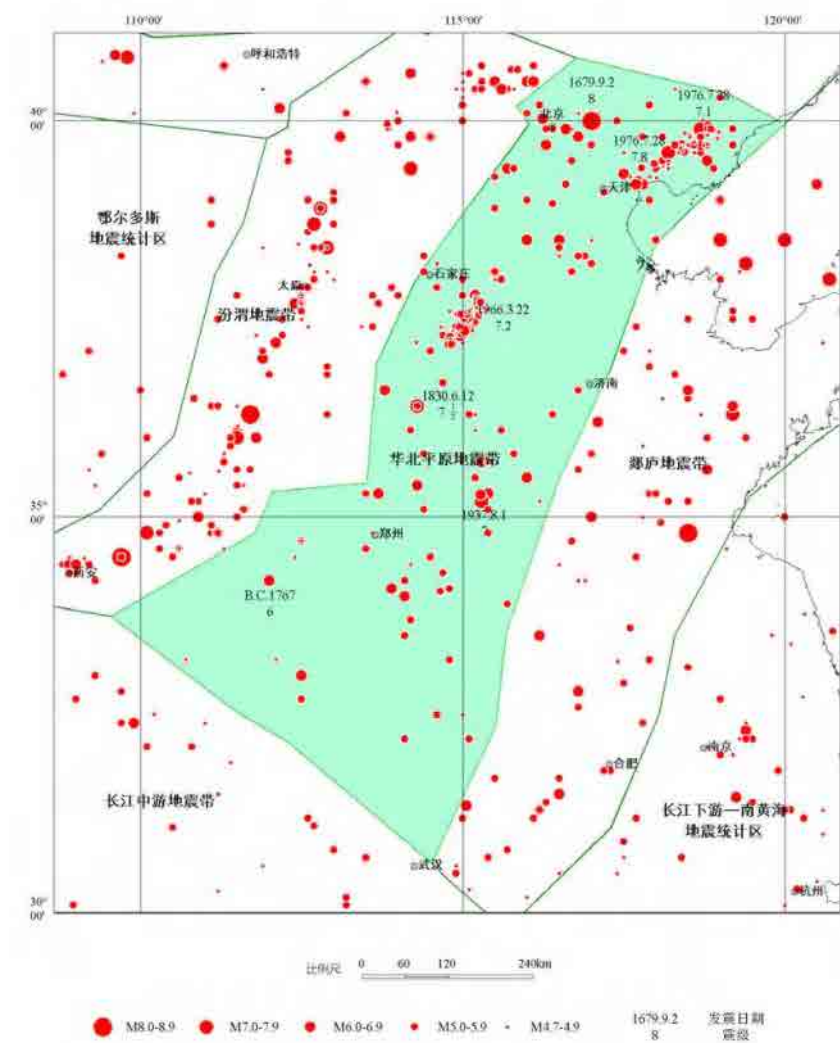 110°00' 115°00' 120°00'
呼和浩特
1679.9.2
8
1976.7.28
7.1
40°
00'
北京
1976.7.28
7.8
天津
鄂尔多斯
地震统计区
石家庄
太原
汾渭地震带
1966.3.22
7.2
济南
1830.6.12
7 1/2
华北平原地震带
郯庐地震带
35°
00'
1937.8.1
郑州
西安
B.C.1767
6
南京
合肥
长江中游地震带
长江下游—南黄海
地震统计区
武汉
杭州
30°
00'
比例尺 0 60 120 240km
M8.0-8.9 M7.0-7.9 M6.0-6.9 M5.0-5.9 M4.7-4.9
1679.9.2
8
发震日期
震级